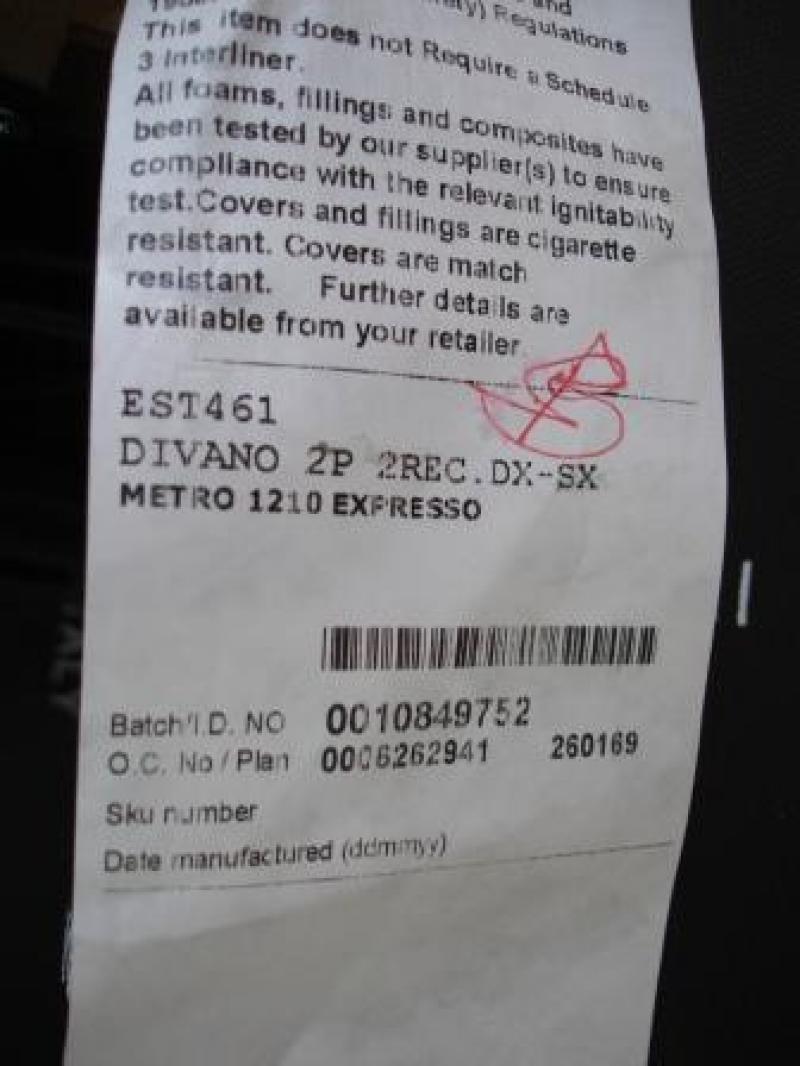 and
ety) Regulations
This item does not Require a Schedule
3 Interliner.
All foams, fillings and composites have
been tested by our supplier(s) to ensure
compliance with the relevant ignitability
test.Covers and fillings are cigarette
resistant. Covers are match
resistant. Further details are
available from your retailer
EST461
DIVANO 2P 2REC.DX-SX
METRO 1210 EXPRESSO
Batch I.D. NO 0010849752
O.C. No / Plan 0006262941 260169
Sku number
Date manufactured (ddmmyy)
ALY